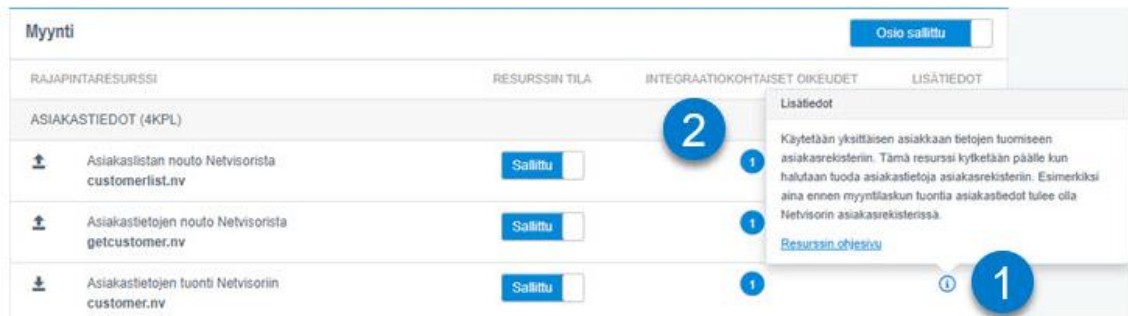 Myynti
Osio sallittu
RAJAPINTARESURSSI RESURSSIN TILA INTEGRAATIOKOHTAISET OIKEUDET LISÄTIEDOT
ASIAKASTIEDOT (4KPL)
2
Asiakaslistan nouto Netvisorista
customerlist.nv
Sallittu
1
Asiakastietojen nouto Netvisorista
getcustomer.nv
Sallittu
1
Asiakastietojen tuonti Netvisoriin
customer.nv
Sallittu
1
Lisätiedot
Käytetään yksittäisen asiakkaan tietojen tuomiseen
asiakasrekisteriin. Tämä resurssi kytketään päälle kun
halutaan tuoda asiakastietoja asiakasrekisteriin. Esimerkiksi
aina ennen myyntilaskun tuontia asiakastiedot tulee olla
Netvisorin asiakasrekisterissä.
Resurssin ohjesivu
1